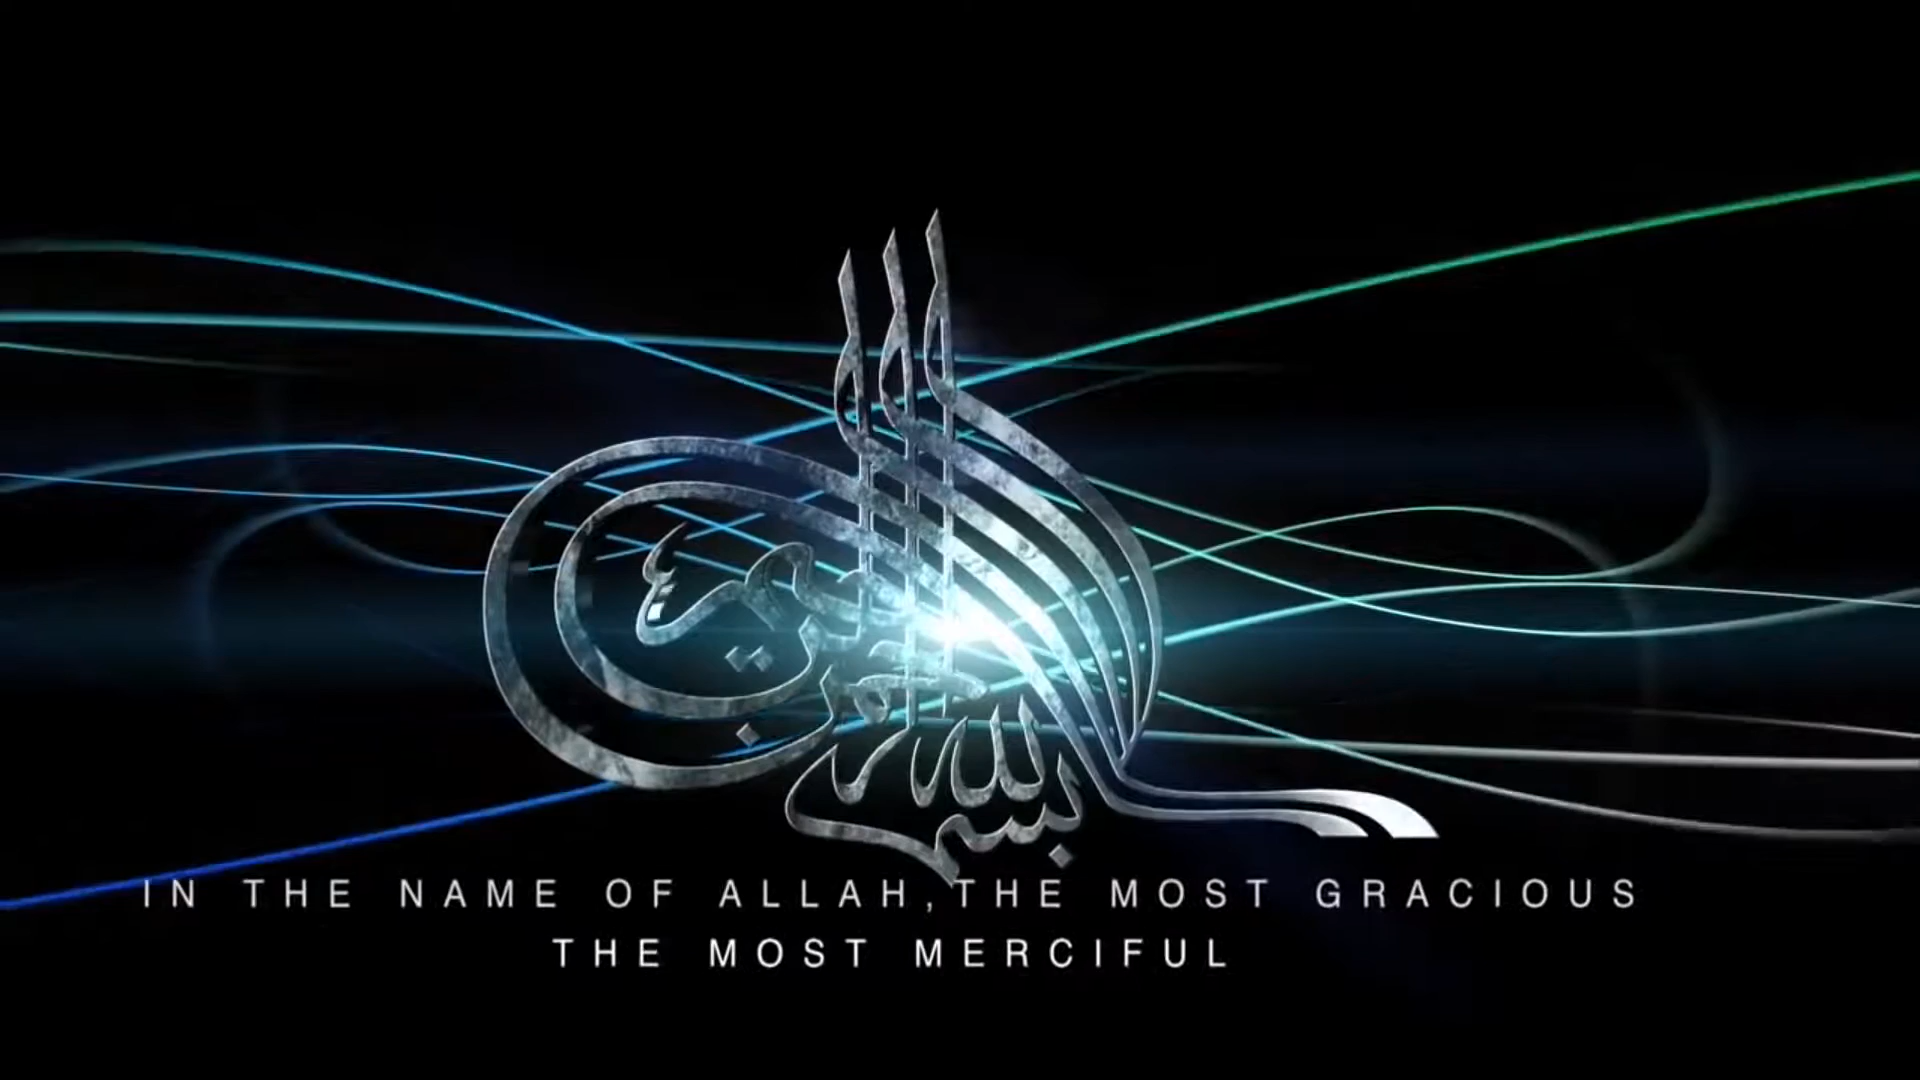 بسم الله الرحمن الرحيم
IN THE NAME OF ALLAH,THE MOST GRACIOUS
THE MOST MERCIFUL